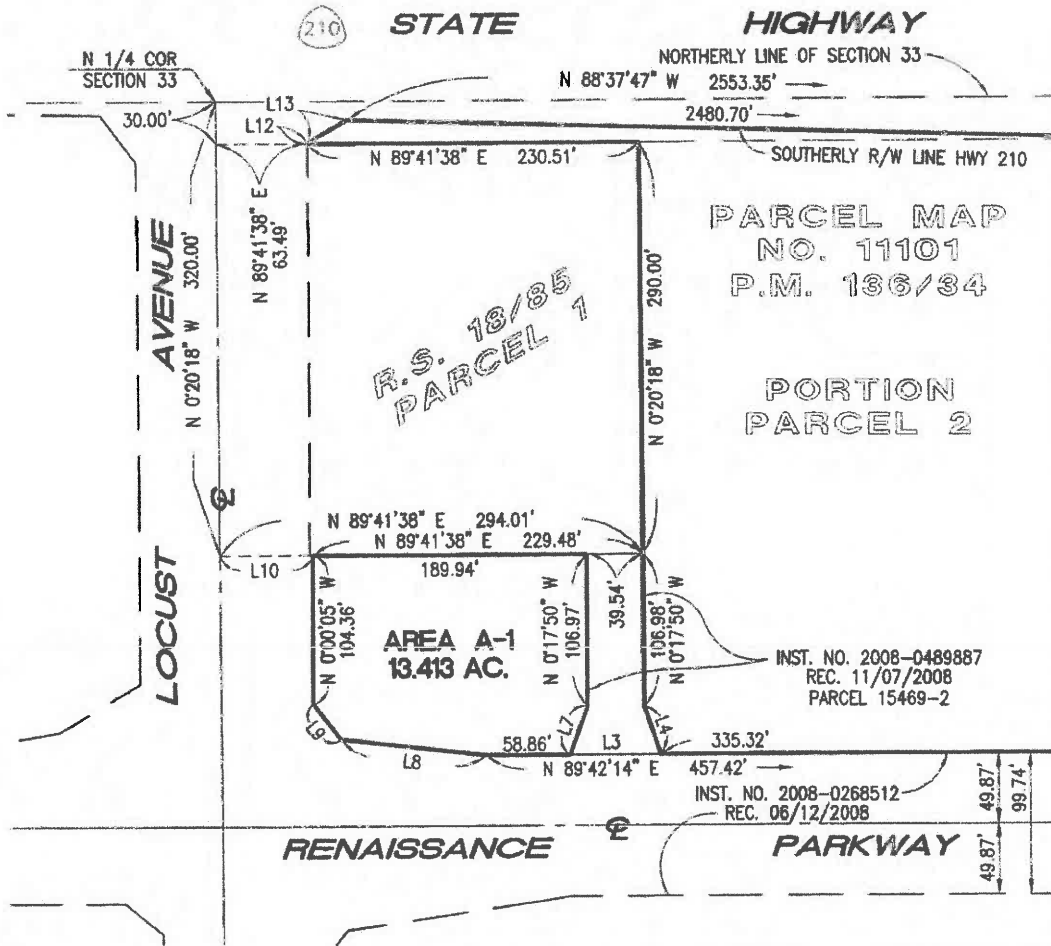 210
STATE HIGHWAY
N 1/4 COR
SECTION 33
NORTHERLY LINE OF SECTION 33
N 88°37'47" W 2553.35'
30.00'
L13
L12
2480.70'
N 89°41'38" E 230.51'
SOUTHERLY R/W LINE HWY 210
N 89°41'38" E
63.49'
N 0°20'18" W 320.00'
LOCUST AVENUE
R.S. 18/85
PARCEL 1
N 0°20'18" W 290.00'
PARCEL MAP
NO. 11101
P.M. 136/34
PORTION
PARCEL 2
N 89°41'38" E 294.01'
N 89°41'38" E 229.48'
L10
189.94'
39.54'
N 0°00'05" W
104.36'
AREA A-1
13.413 AC.
N 0°17'50" W
106.97'
106.98'
N 0°17'50" W
INST. NO. 2008-0489887
REC. 11/07/2008
PARCEL 15469-2
L9
L8
58.86'
L7
L3
L4
335.32'
N 89°42'14" E 457.42'
INST. NO. 2008-0268512
REC. 06/12/2008
49.87'
99.74'
49.87'
RENAISSANCE PARKWAY